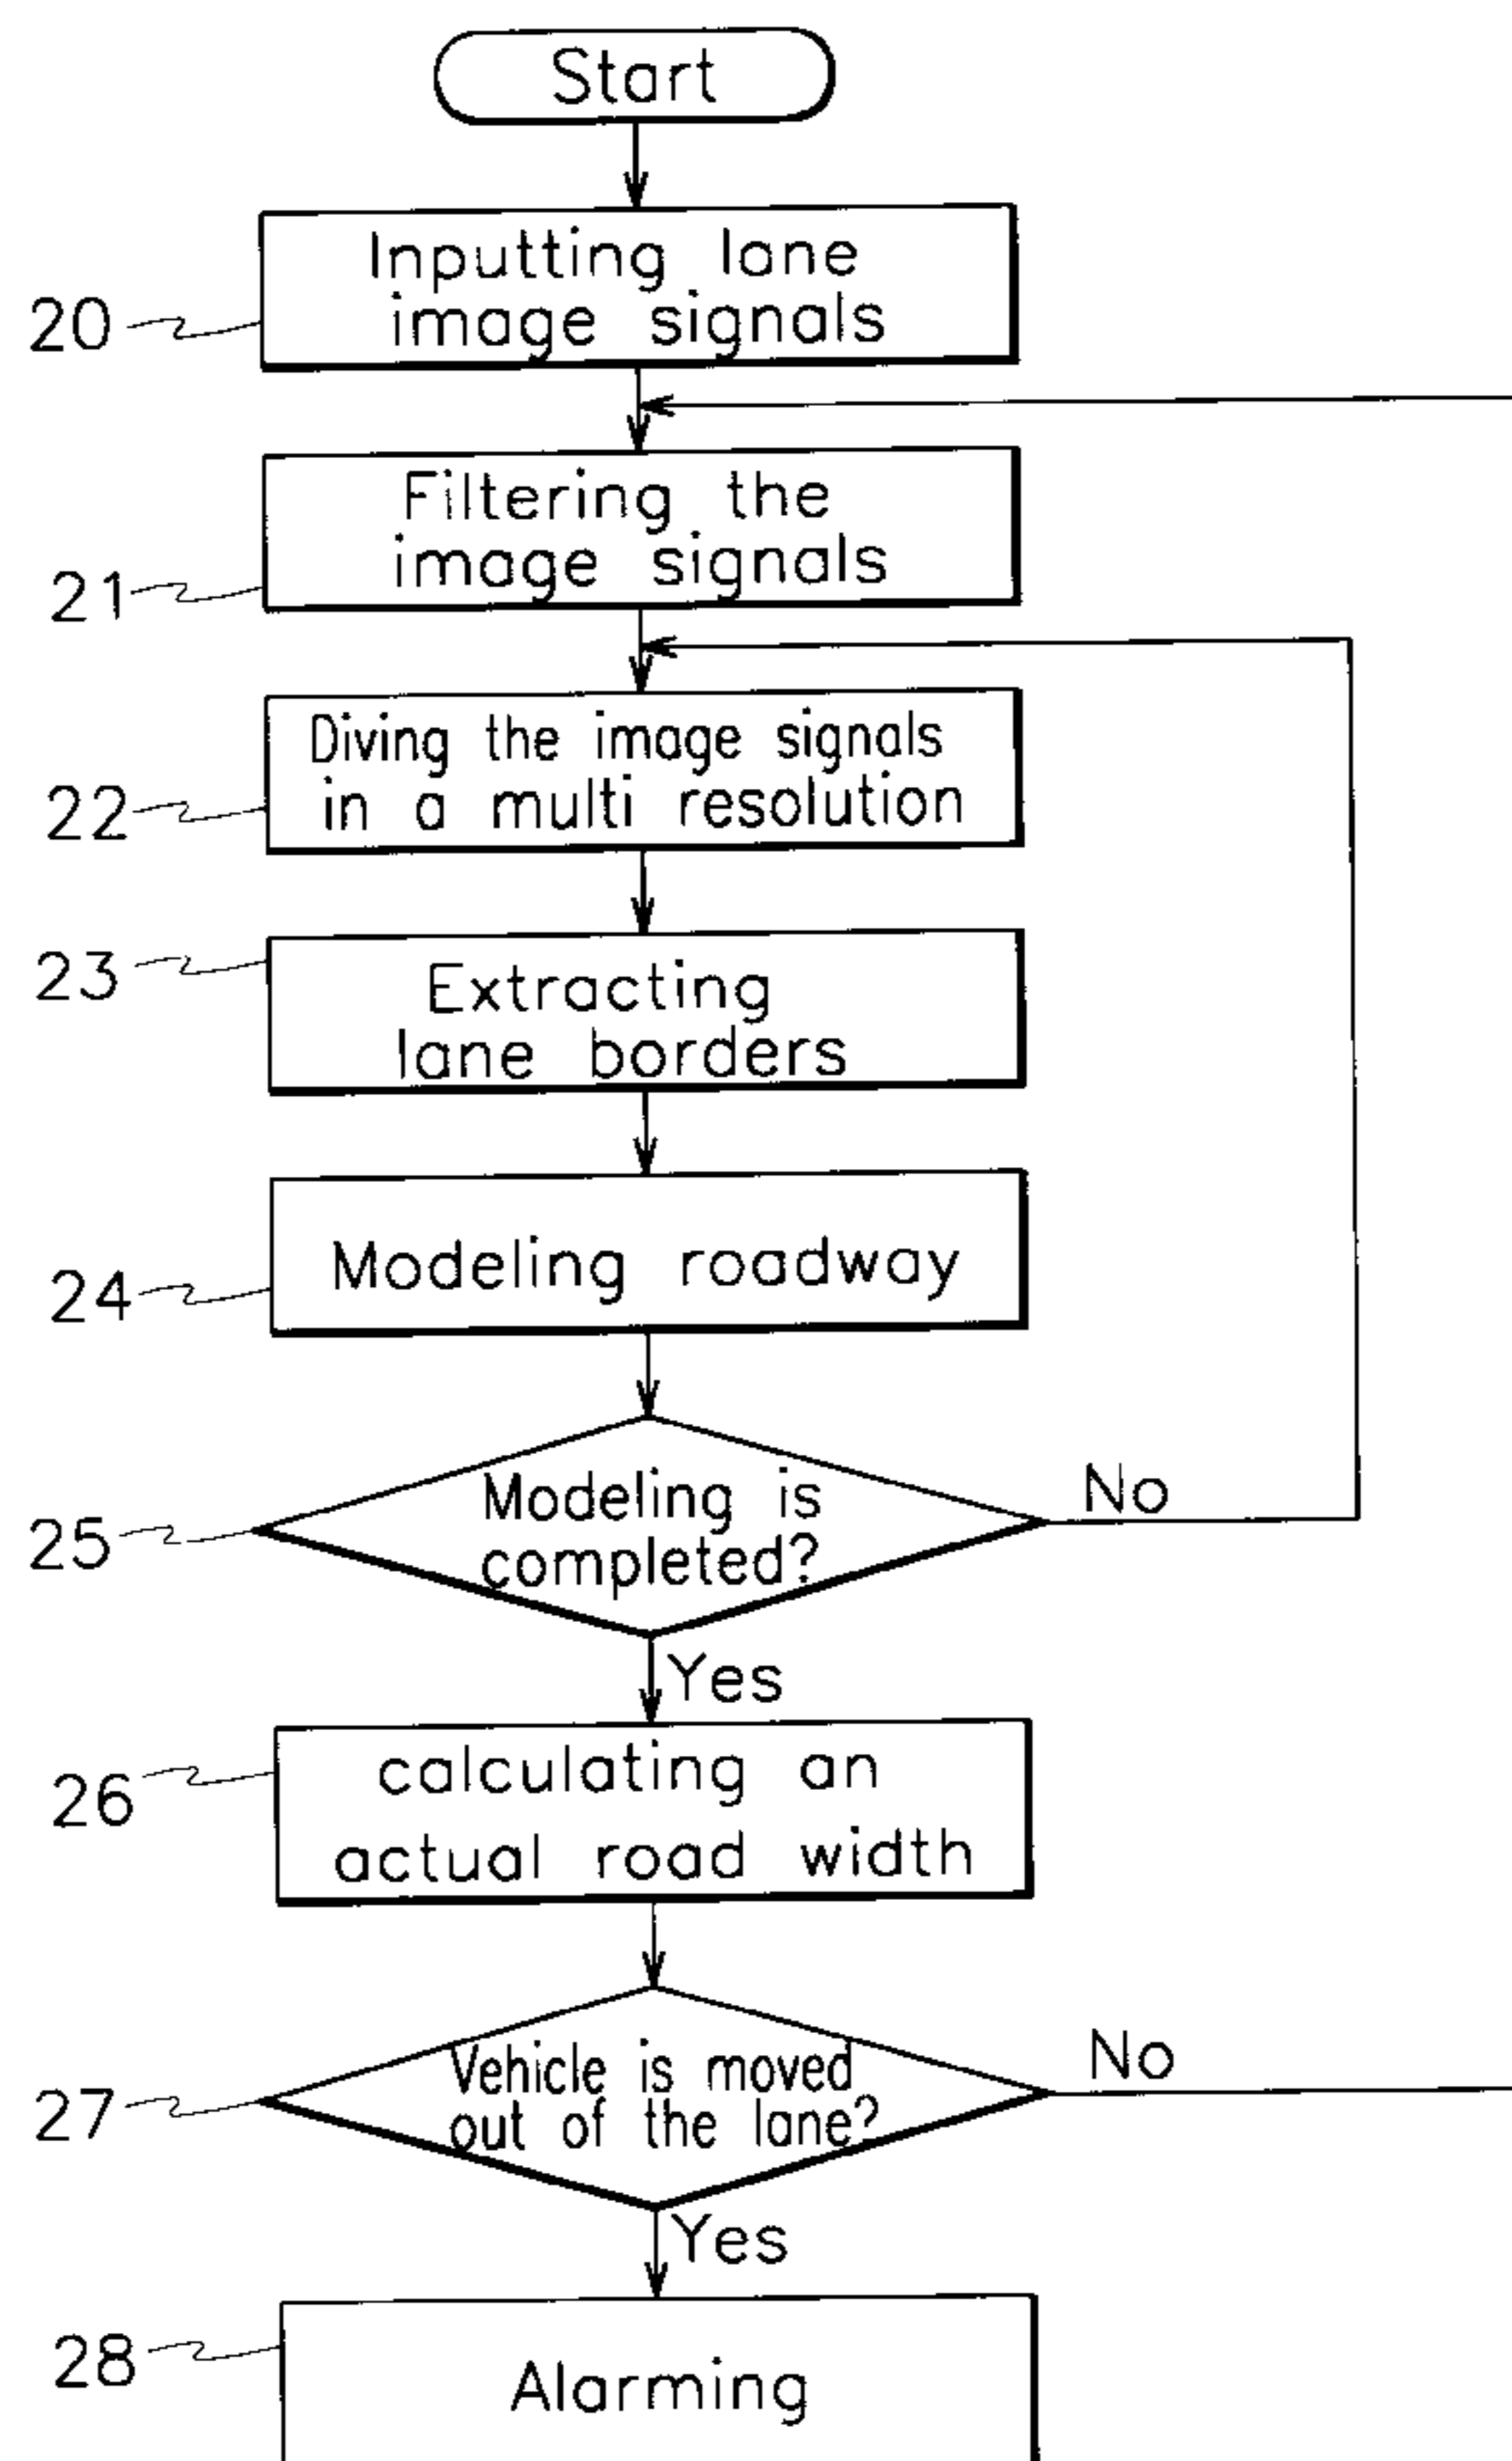 Start
Inputting lane
image signals
20
Filtering the
image signals
21
Diving the image signals
in a multi resolution
22
23
Extracting
lane borders
Modeling roadway
24
Modeling is
completed?
No
25
Yes
calculating an
actual road width
26
Vehicle is moved
out of the lane?
No
27
Yes
28
Alarming